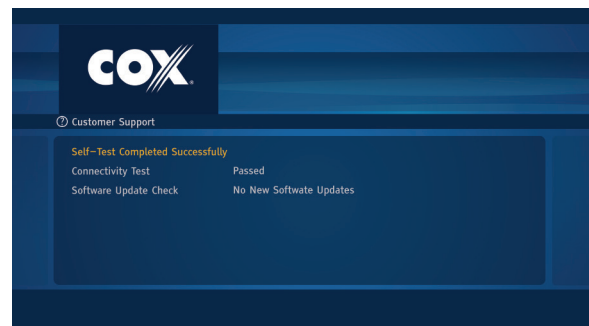 COX.
Customer Support
Self-Test Completed Successfully
Connectivity Test Passed
Software Update Check No New Softwate Updates